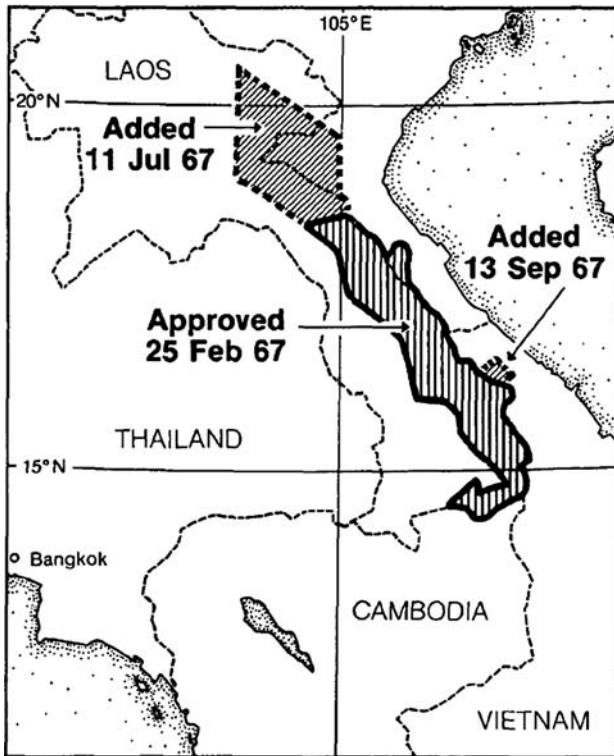 105°E
LAOS
20°N
Added
11 Jul 67
Added
13 Sep 67
Approved
25 Feb 67
THAILAND
15°N
Bangkok
CAMBODIA
VIETNAM